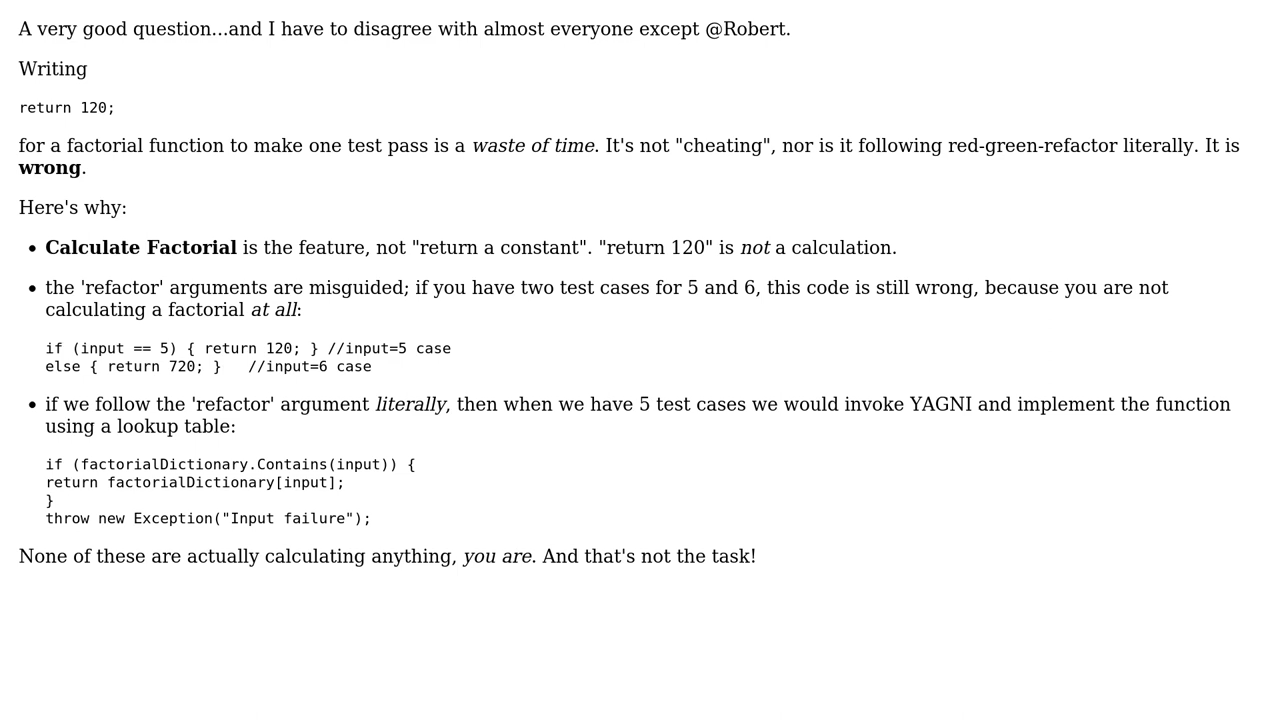 A very good question...and I have to disagree with almost everyone except @Robert.
Writing
return 120;
for a factorial function to make one test pass is a waste of time. It's not "cheating", nor is it following red-green-refactor literally. It is
wrong.
Here's why:
• Calculate Factorial is the feature, not "return a constant". "return 120" is not a calculation.
• the 'refactor' arguments are misguided; if you have two test cases for 5 and 6, this code is still wrong, because you are not
calculating a factorial at all:
if (input == 5) { return 120; } //input=5 case
else { return 720; }   //input=6 case
• if we follow the 'refactor' argument literally, then when we have 5 test cases we would invoke YAGNI and implement the function
using a lookup table:
if (factorialDictionary.Contains(input)) {
return factorialDictionary[input];
}
throw new Exception("Input failure");
None of these are actually calculating anything, you are. And that's not the task!